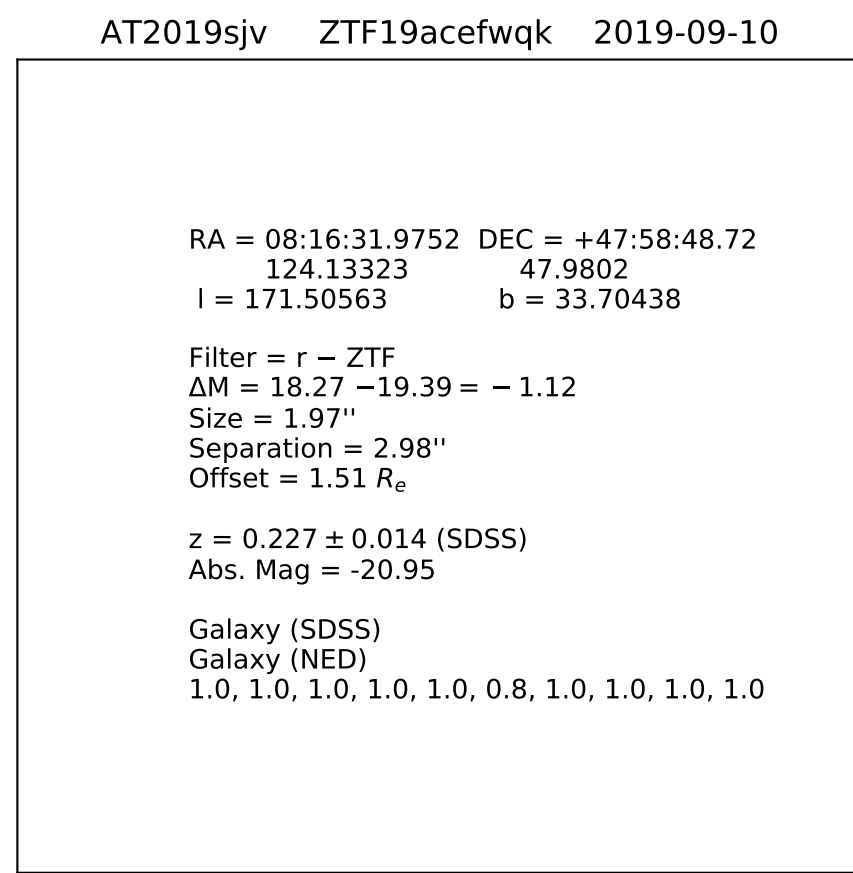 AT2019sjv ZTF19acefwqk 2019-09-10
RA = 08:16:31.9752 DEC = +47:58:48.72
124.13323 47.9802
l = 171.50563 b = 33.70438
Filter = r − ZTF
ΔM = 18.27 −19.39 = − 1.12
Size = 1.97''
Separation = 2.98''
Offset = 1.51 Re
z = 0.227 ± 0.014 (SDSS)
Abs. Mag = -20.95
Galaxy (SDSS)
Galaxy (NED)
1.0, 1.0, 1.0, 1.0, 1.0, 0.8, 1.0, 1.0, 1.0, 1.0